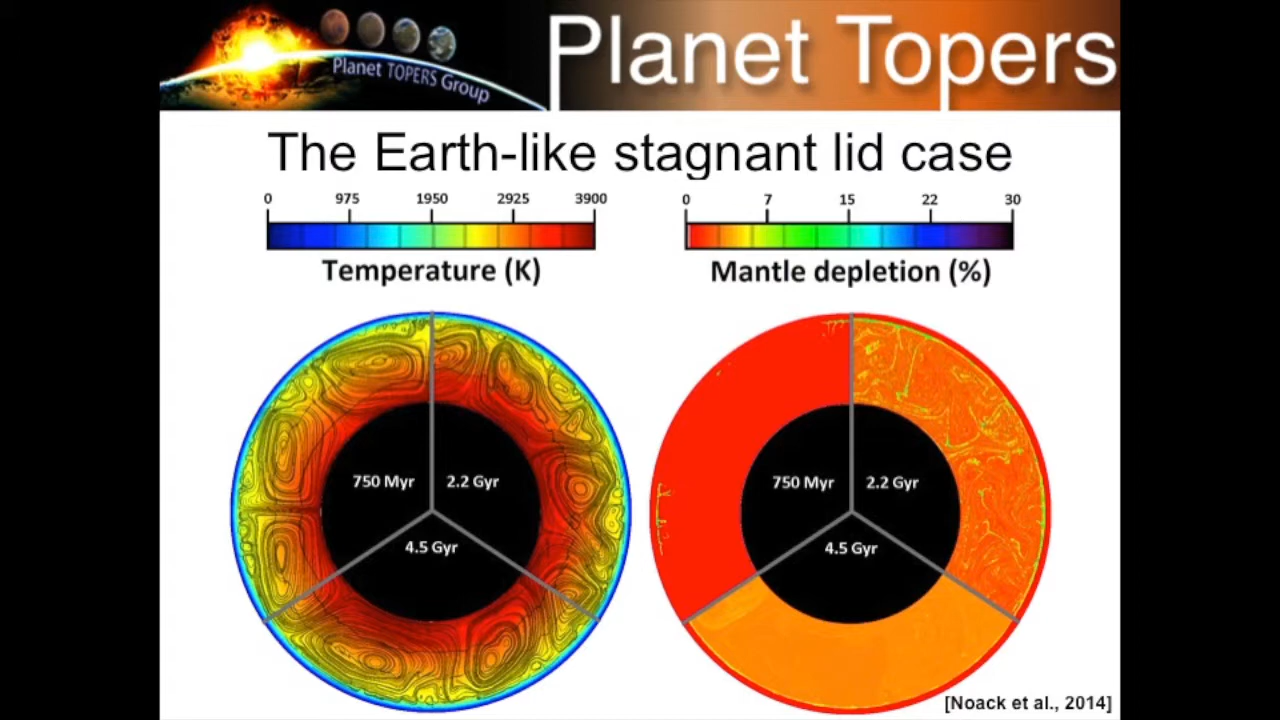 Planet TOPERS Group
Planet Topers
The Earth-like stagnant lid case
0 975 1950 2925 3900
Temperature (K)
0 7 15 22 30
Mantle depletion (%)
750 Myr 2.2 Gyr
4.5 Gyr
750 Myr 2.2 Gyr
4.5 Gyr
[Noack et al., 2014]